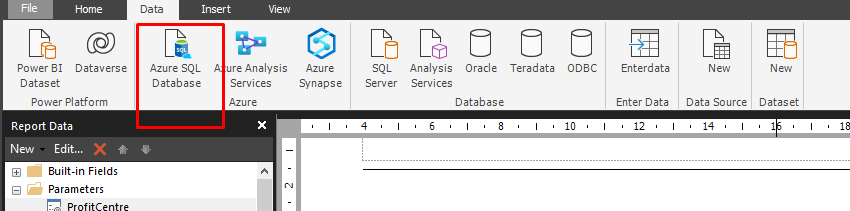 File Home Data Insert View
Power BI Dataverse Azure SQL Azure Analysis Azure SQL Analysis Oracle Teradata ODBC Enterdata New New
Dataset Database Services Synapse Server Services
Power Platform Azure Database Enter Data Data Source Dataset
Report Data
4 6 8 10 12 14 16 18
New Edit...
Built-in Fields
Parameters
2
ProfitCentre